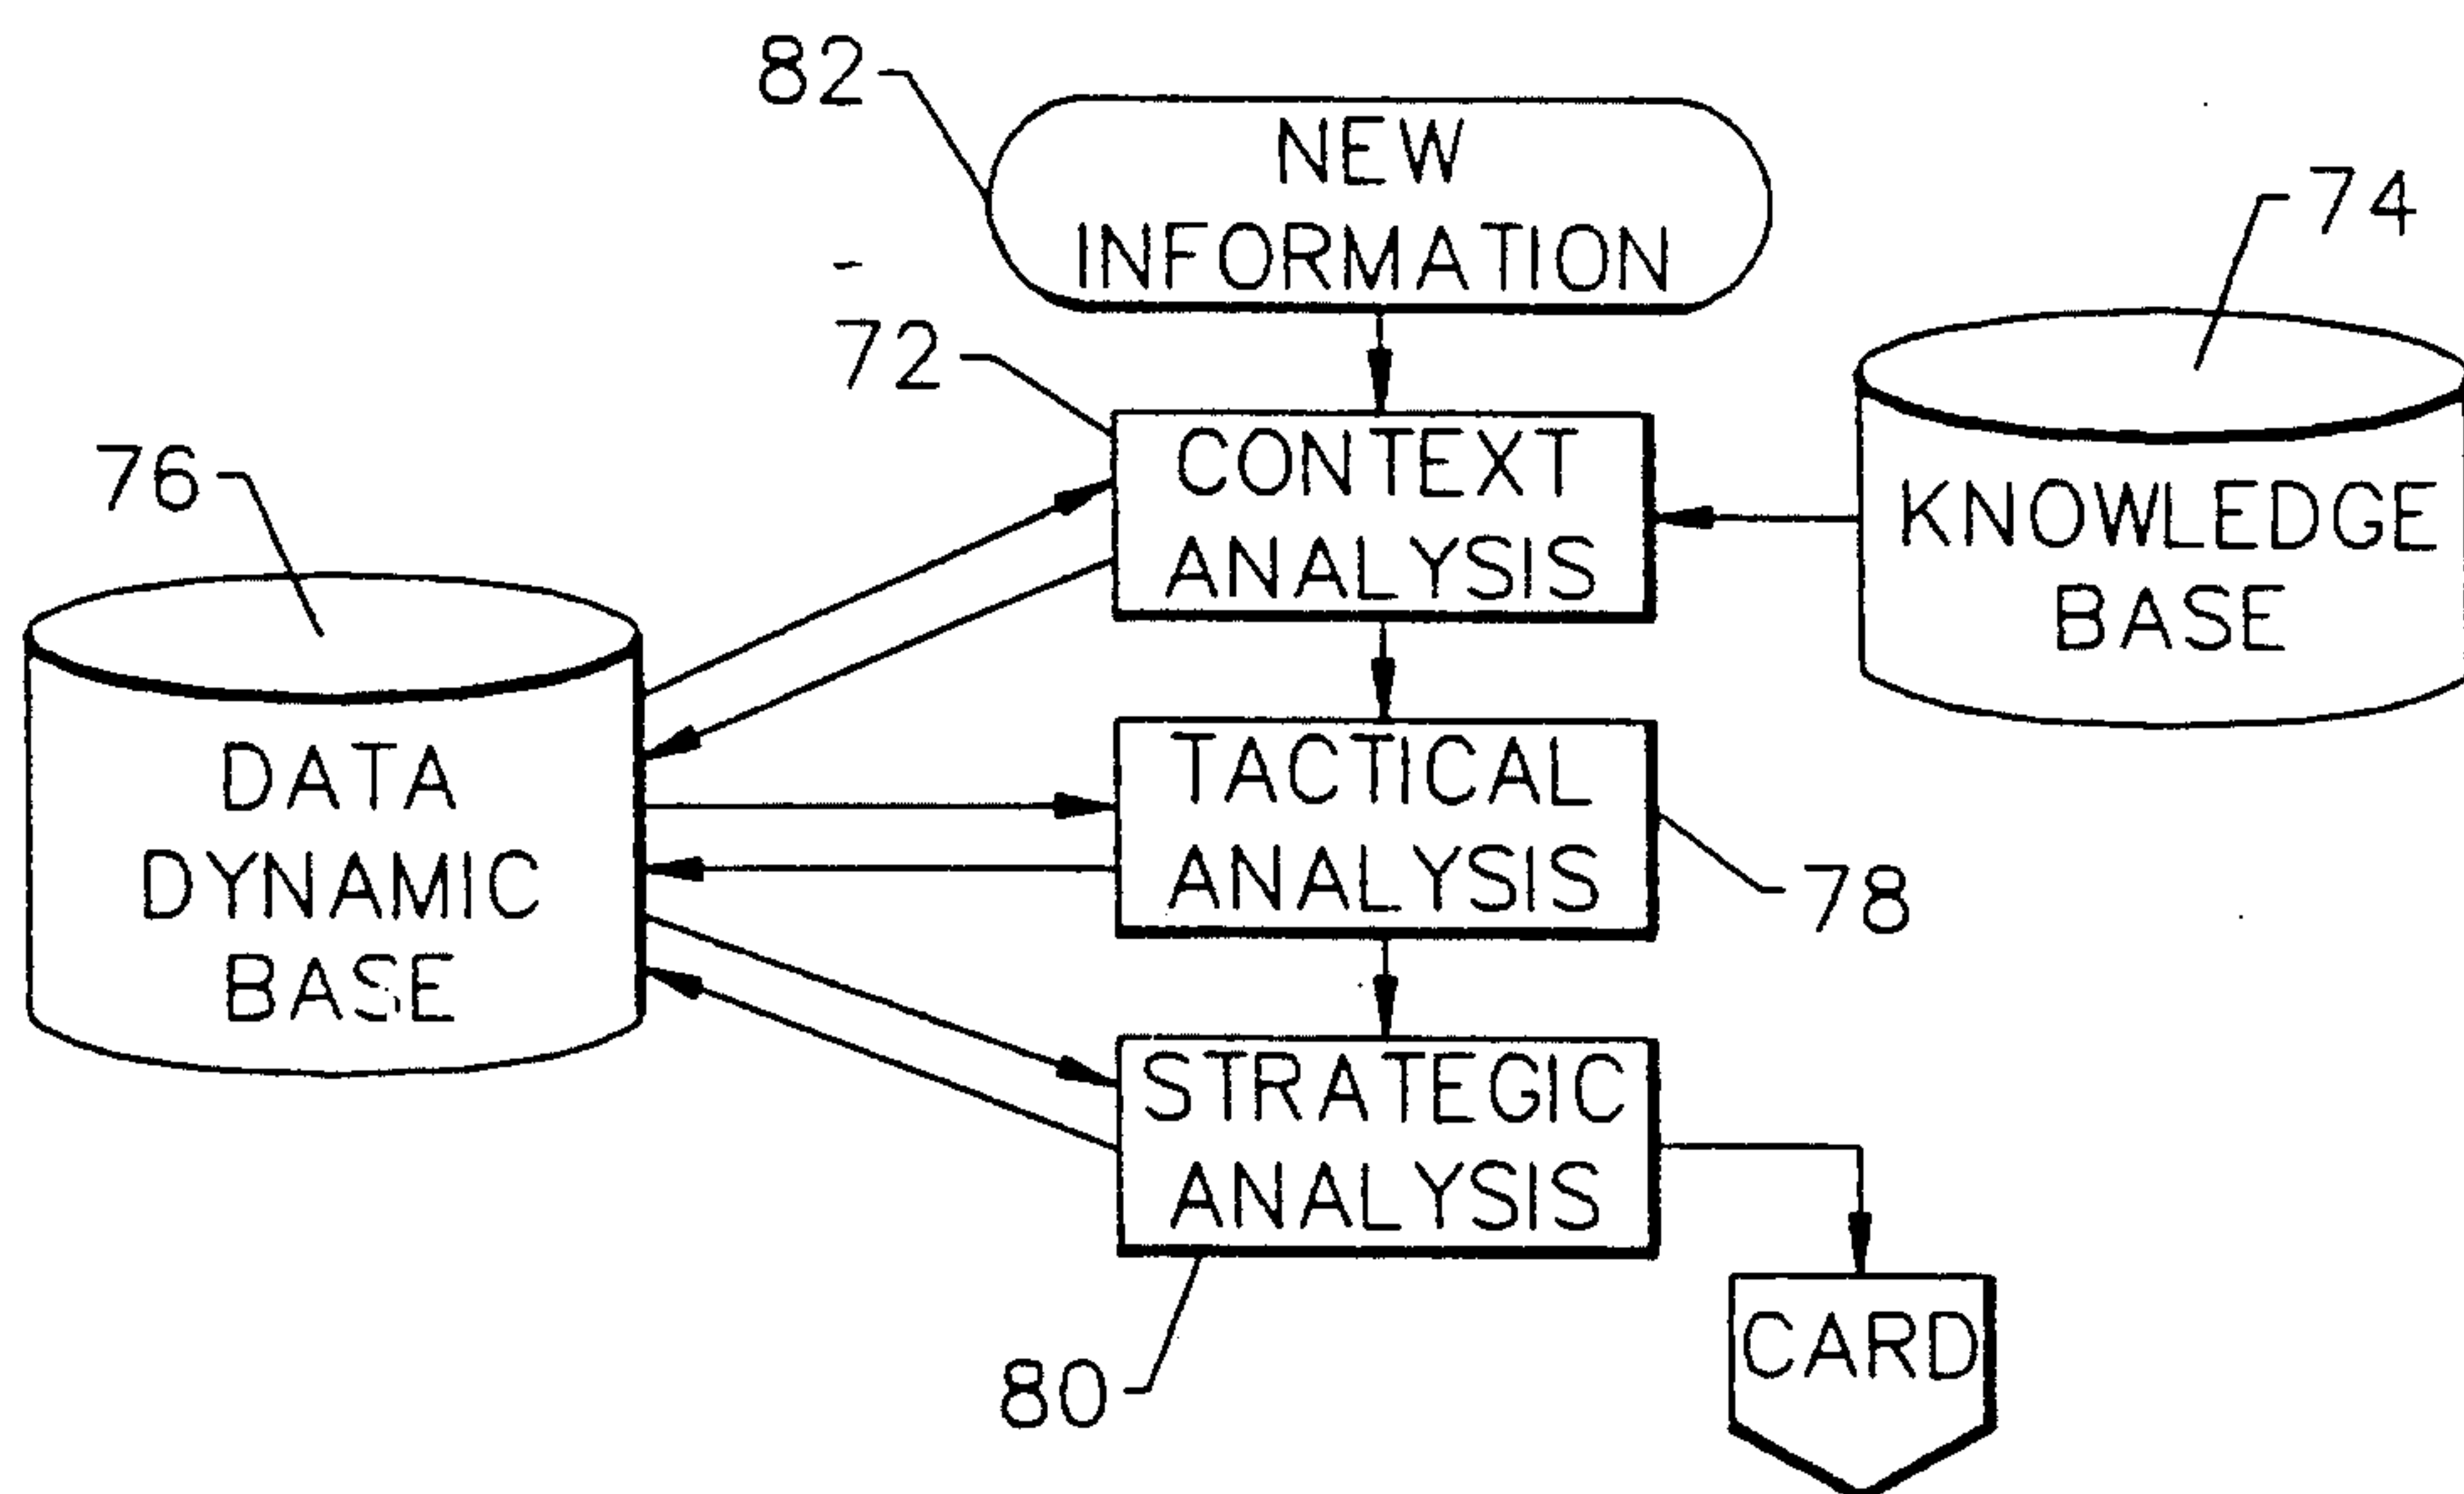 82
NEW
INFORMATION
74
72
CONTEXT
ANALYSIS
76
KNOWLEDGE
BASE
DATA
DYNAMIC
BASE
TACTICAL
ANALYSIS
78
STRATEGIC
ANALYSIS
80
CARD